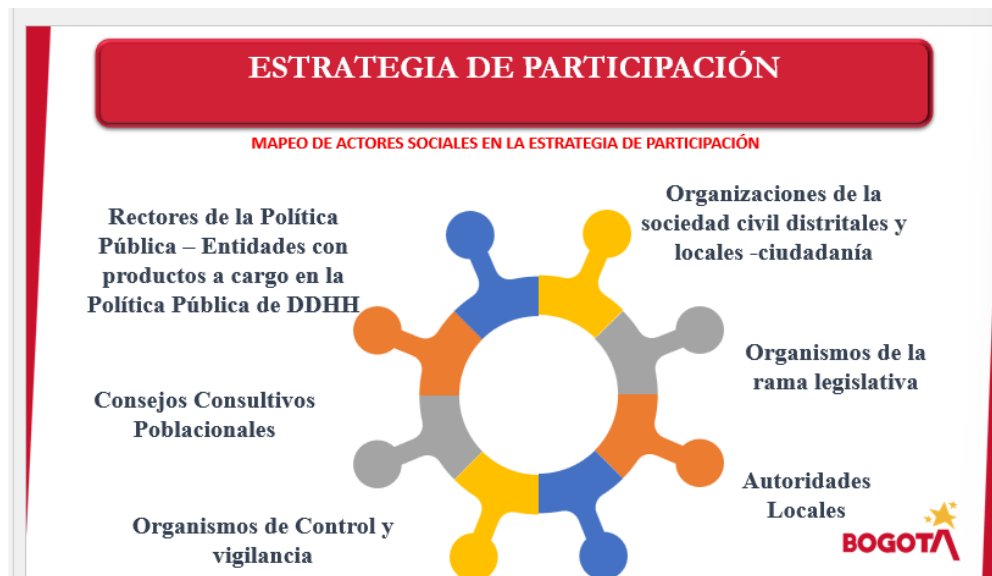 ESTRATEGIA DE PARTICIPACIÓN
MAPEO DE ACTORES SOCIALES EN LA ESTRATEGIA DE PARTICIPACIÓN
Rectores de la Política
Pública – Entidades con
productos a cargo en la
Política Pública de DDHH
Organizaciones de la
sociedad civil distritales y
locales -ciudadanía
Organismos de la
rama legislativa
Consejos Consultivos
Poblacionales
Autoridades
Locales
Organismos de Control y
vigilancia
BOGOTÁ